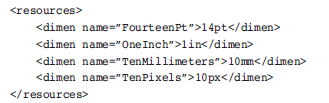 <resources>
<dimen name=”FourteenPt”>14pt</dimen>
<dimen name=”OneInch”>1in</dimen>
<dimen name=”TenMillimeters”>10mm</dimen>
<dimen name=”TenPixels”>10px</dimen>
</resources>